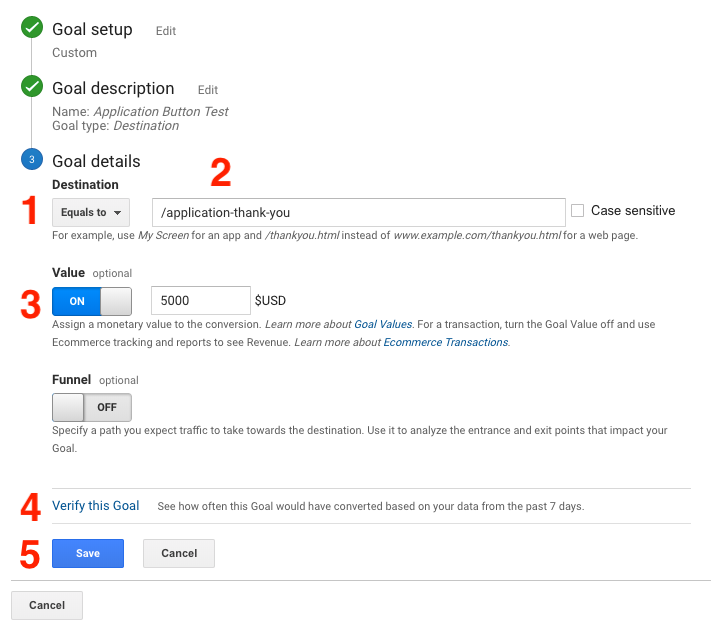 Goal setup Edit
Custom
Goal description Edit
Name: Application Button Test
Goal type: Destination
3 Goal details
2
Destination
1 Equals to /application-thank-you Case sensitive
For example, use My Screen for an app and /thankyou.html instead of www.example.com/thankyou.html for a web page.
Value optional
3 ON 5000 $USD
Assign a monetary value to the conversion. Learn more about Goal Values. For a transaction, turn the Goal Value off and use
Ecommerce tracking and reports to see Revenue. Learn more about Ecommerce Transactions.
Funnel optional
OFF
Specify a path you expect traffic to take towards the destination. Use it to analyze the entrance and exit points that impact your
Goal.
4 Verify this Goal See how often this Goal would have converted based on your data from the past 7 days.
5 Save Cancel
Cancel